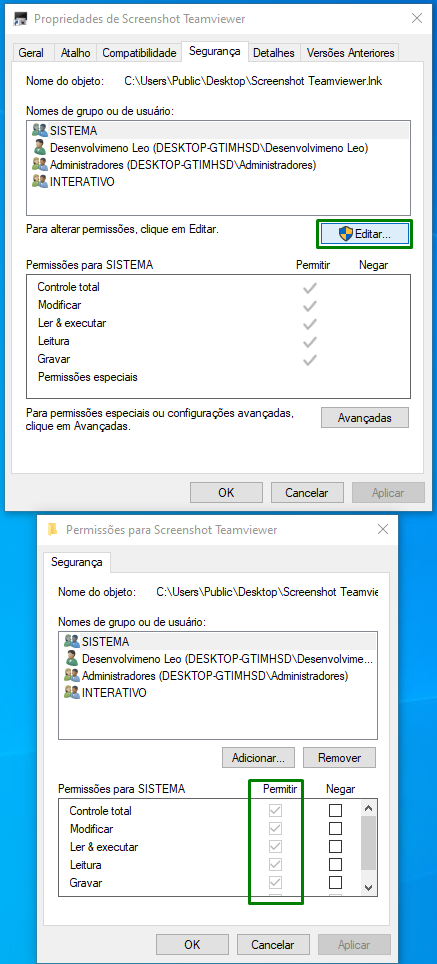 Propriedades de Screenshot Teamviewer
Geral Atalho Compatibilidade Segurança Detalhes Versões Anteriores
Nome do objeto: C:\Users\Public\Desktop\Screenshot Teamviewer.lnk
Nomes de grupo ou de usuário:
SISTEMA
Desenvolvimeno Leo (DESKTOP-GTIMHSD\Desenvolvimeno Leo)
Administradores (DESKTOP-GTIMHSD\Administradores)
INTERATIVO
Para alterar permissões, clique em Editar.
Editar...
Permissões para SISTEMA Permitir Negar
Controle total
Modificar
Ler & executar
Leitura
Gravar
Permissões especiais
Para permissões especiais ou configurações avançadas,
clique em Avançadas.
Avançadas
OK Cancelar Aplicar
Permissões para Screenshot Teamviewer
Segurança
Nome do objeto: C:\Users\Public\Desktop\Screenshot Teamvie
Nomes de grupo ou de usuário:
SISTEMA
Desenvolvimeno Leo (DESKTOP-GTIMHSD\Desenvolvime...
Administradores (DESKTOP-GTIMHSD\Administradores)
INTERATIVO
Adicionar... Remover
Permissões para SISTEMA Permitir Negar
Controle total
Modificar
Ler & executar
Leitura
Gravar
OK Cancelar Aplicar